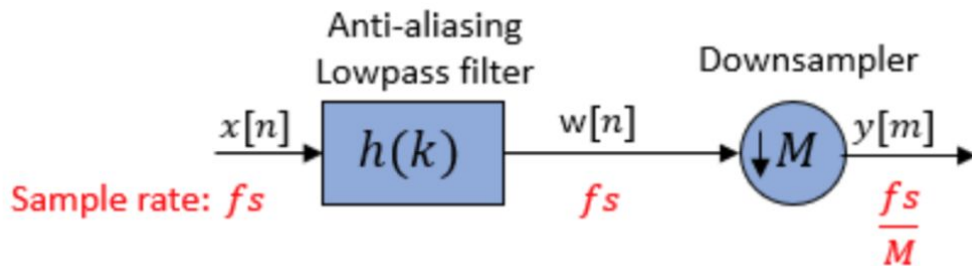 Anti-aliasing
Lowpass filter
Downsampler
x[n]
h(k)
w[n]
↓M
y[m]
Sample rate: fs
fs
fs
M